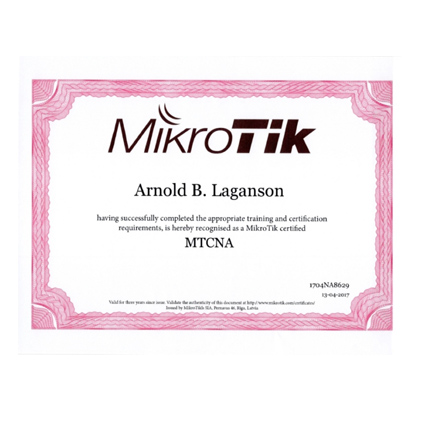 MikroTik
Arnold B. Laganson
having successfully completed the appropriate training and certification
requirements, is hereby recognised as a MikroTik certified
MTCNA
1704NA8629
13-04-2017
Valid for three years since issue. Validate the authenticity of this document at http://www.mikrotik.com/certificates/
Issued by MikroTikls SIA, Pernavas 46, Riga, Latvia